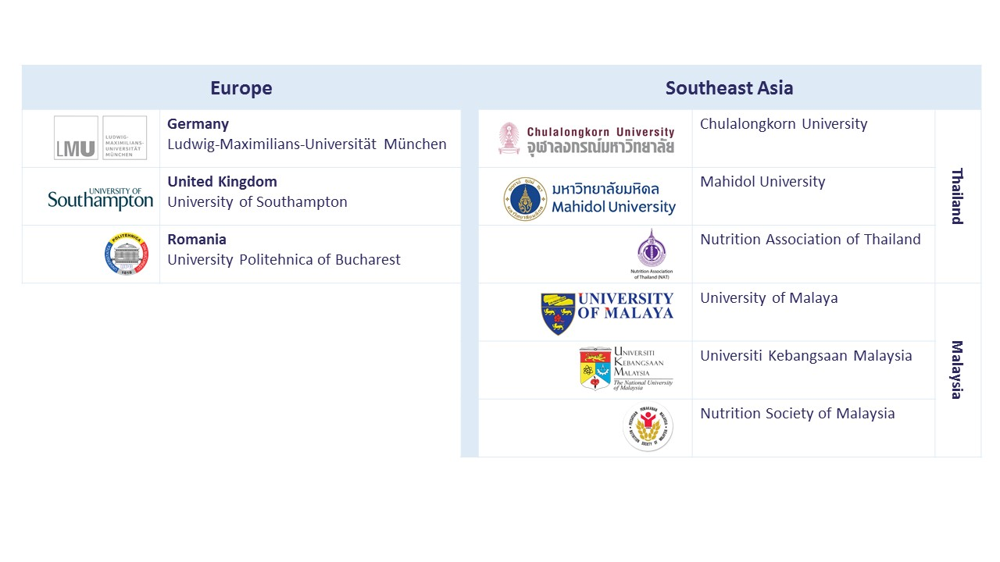 Europe
Southeast Asia
LMU
LUDWIG-
MAXIMILIANS-
UNIVERSITÄT
MÜNCHEN
Germany
Ludwig-Maximilians-Universität München
UNIVERSITY OF
Southampton
United Kingdom
University of Southampton
POLITEHNICA
1818
Romania
University Politehnica of Bucharest
Chulalongkorn University
จุฬาลงกรณ์มหาวิทยาลัย
Chulalongkorn University
มหาวิทยาลัยมหิดล
Mahidol University
Mahidol University
Nutrition Association
of Thailand (NAT)
Nutrition Association of Thailand
Thailand
UNIVERSITY
OF MALAYA
University of Malaya
UNIVERSITI
KEBANGSAAN
MALAYSIA
The National University
of Malaysia
Universiti Kebangsaan Malaysia
PERSATUAN PEMAKANAN MALAYSIA
NUTRITION SOCIETY OF MALAYSIA
Nutrition Society of Malaysia
Malaysia